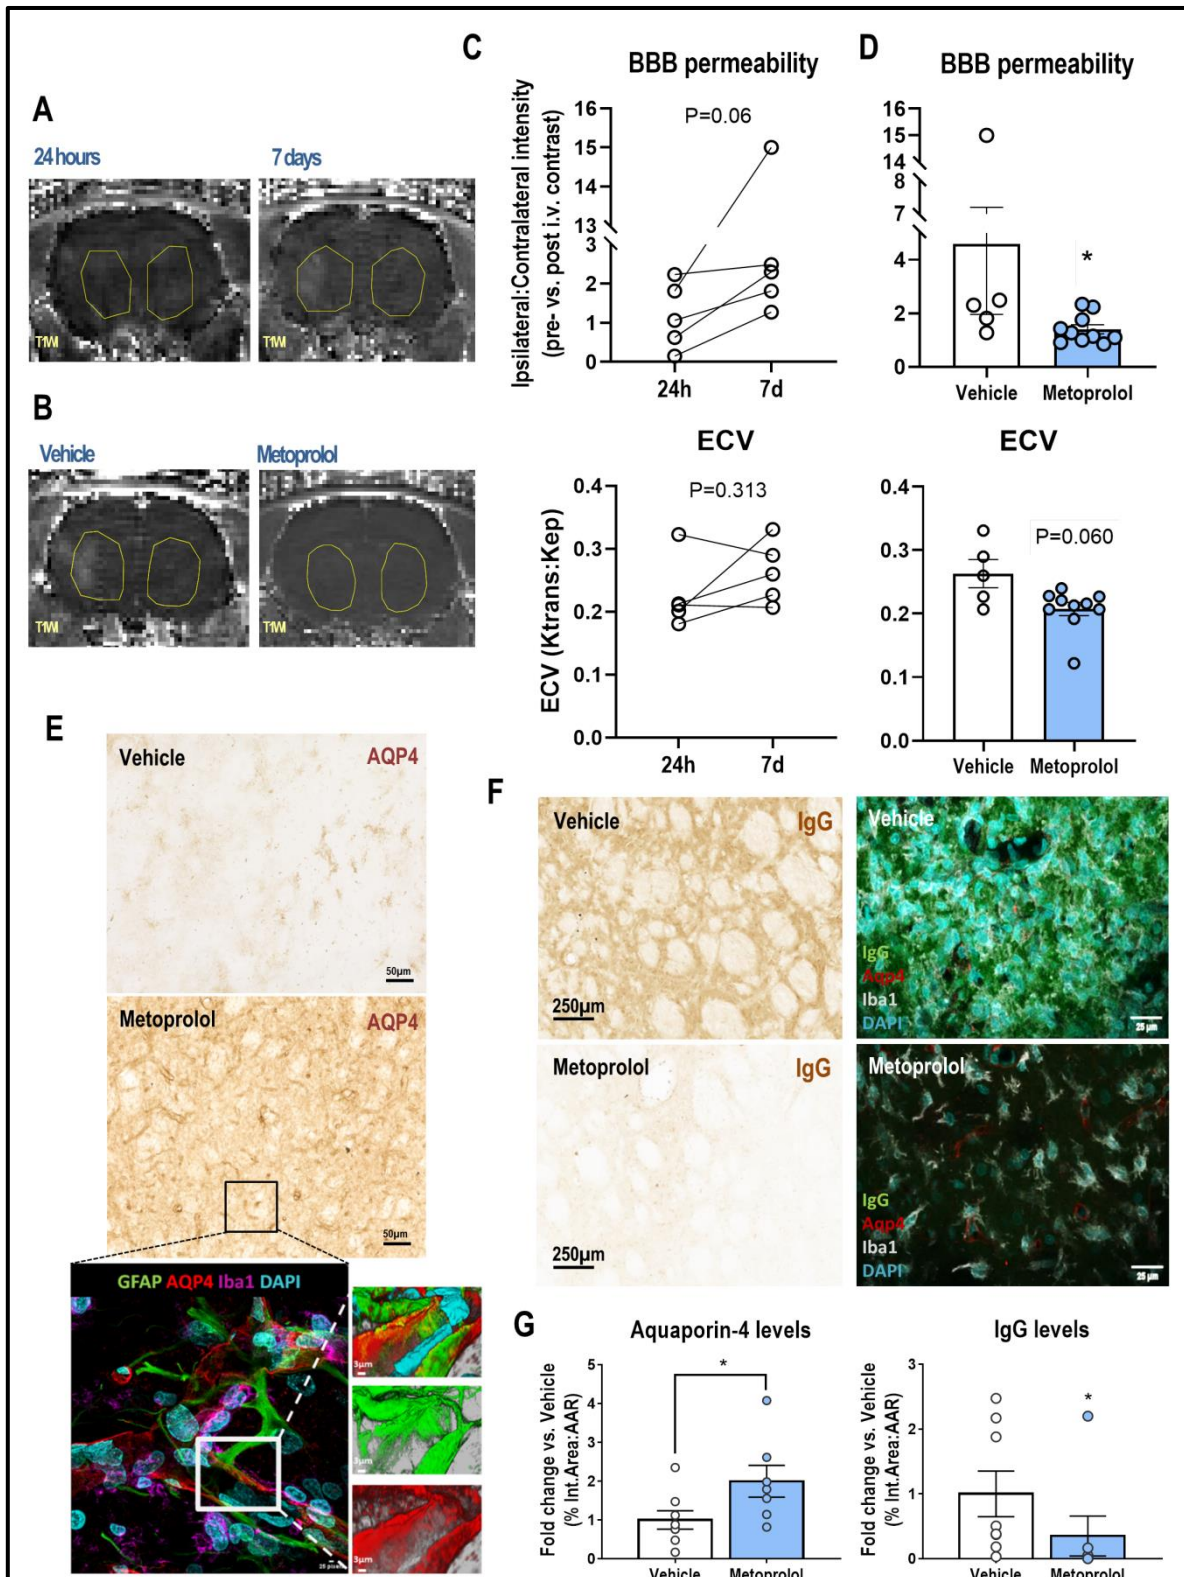 A
24 hours
7 days
T1WI
T1WI
B
Vehicle
Metoprolol
T1WI
T1WI
C
BBB permeability
Ipsilateral:Contralateral intensity
(pre- vs. post i.v. contrast)
16
15
14
13
3
2
1
0
P=0.06
24h
7d
ECV
ECV (Ktrans:Kep)
0.4
0.3
0.2
0.1
0.0
P=0.313
24h
7d
D
BBB permeability
16
15
14
8
7
4
2
0
*
Vehicle
Metoprolol
ECV
0.4
0.3
0.2
0.1
0.0
P=0.060
Vehicle
Metoprolol
E
Vehicle
AQP4
50µm
Metoprolol
AQP4
50µm
GFAP AQP4 Iba1 DAPI
3µm
3µm
3µm
F
Vehicle
IgG
250µm
Vehicle
IgG
Aqp4
Iba1
DAPI
25 µm
Metoprolol
IgG
250µm
Metoprolol
IgG
Aqp4
Iba1
DAPI
25 µm
G
Aquaporin-4 levels
Fold change vs. Vehicle
(% Int.Area:AAR)
5
4
3
2
1
0
*
Vehicle
Metoprolol
IgG levels
Fold change vs. Vehicle
(% Int.Area:AAR)
3
2
1
0
*
Vehicle
Metoprolol